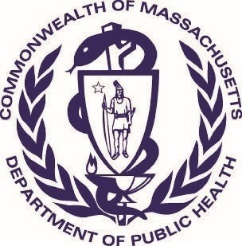 COMMONWEALTH OF MASSACHUSETTS
DEPARTMENT OF PUBLIC HEALTH